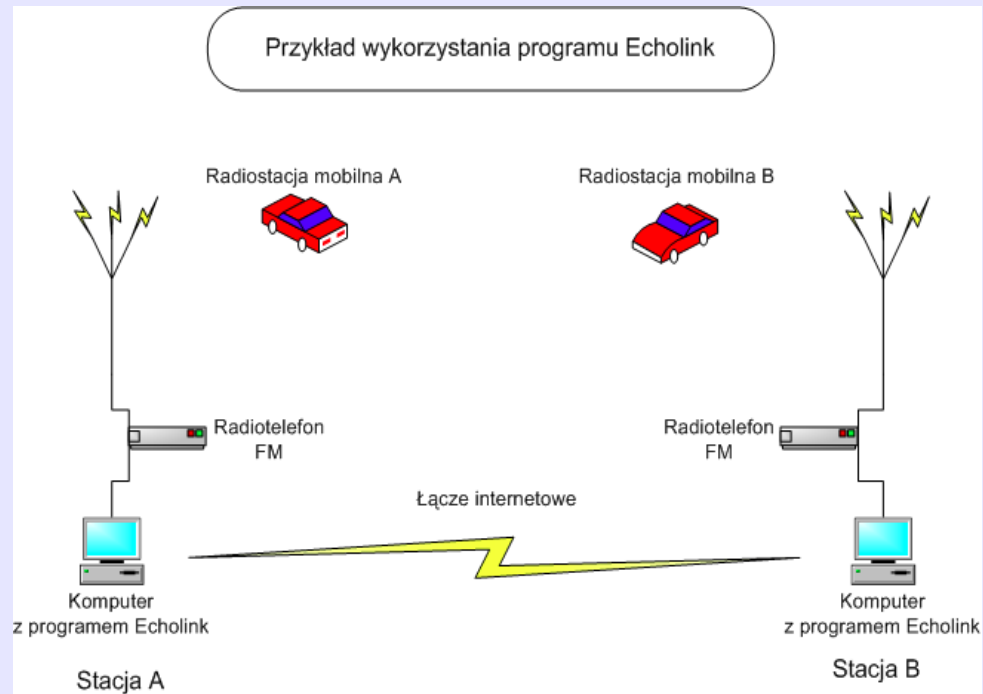 Przykład wykorzystania programu Echolink
Radiostacja mobilna A
Radiostacja mobilna B
Radiotelefon
FM
Radiotelefon
FM
Łącze internetowe
Komputer
z programem Echolink
Komputer
z programem Echolink
Stacja A
Stacja B